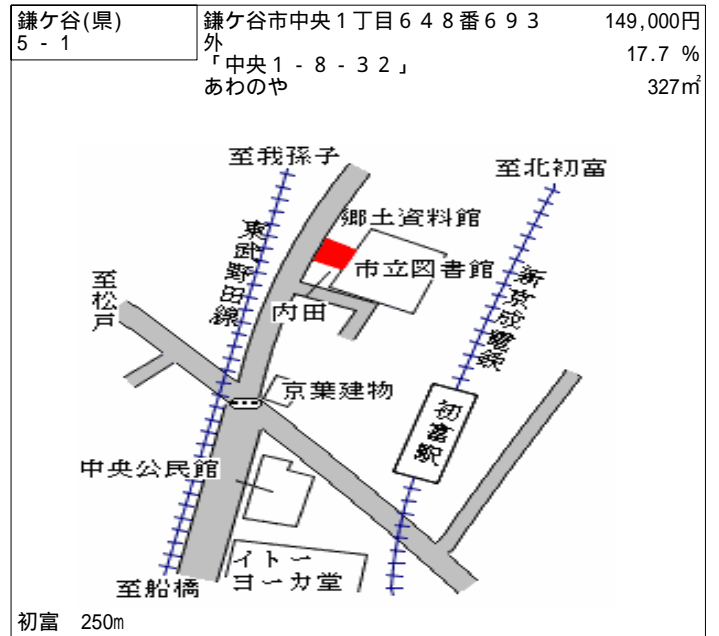 鎌ケ谷(県)
5 - 1
鎌ケ谷市中央1丁目648番693
外
「中央1-8-32」
あわのや
149,000円
17.7 %
327㎡
至我孫子
至北初富
郷土資料館
東武野田線
市立図書館
新京成電鉄
至松戸
内田
京葉建物
初富駅
中央公民館
イトー
ヨーカ堂
至船橋
初富 250m